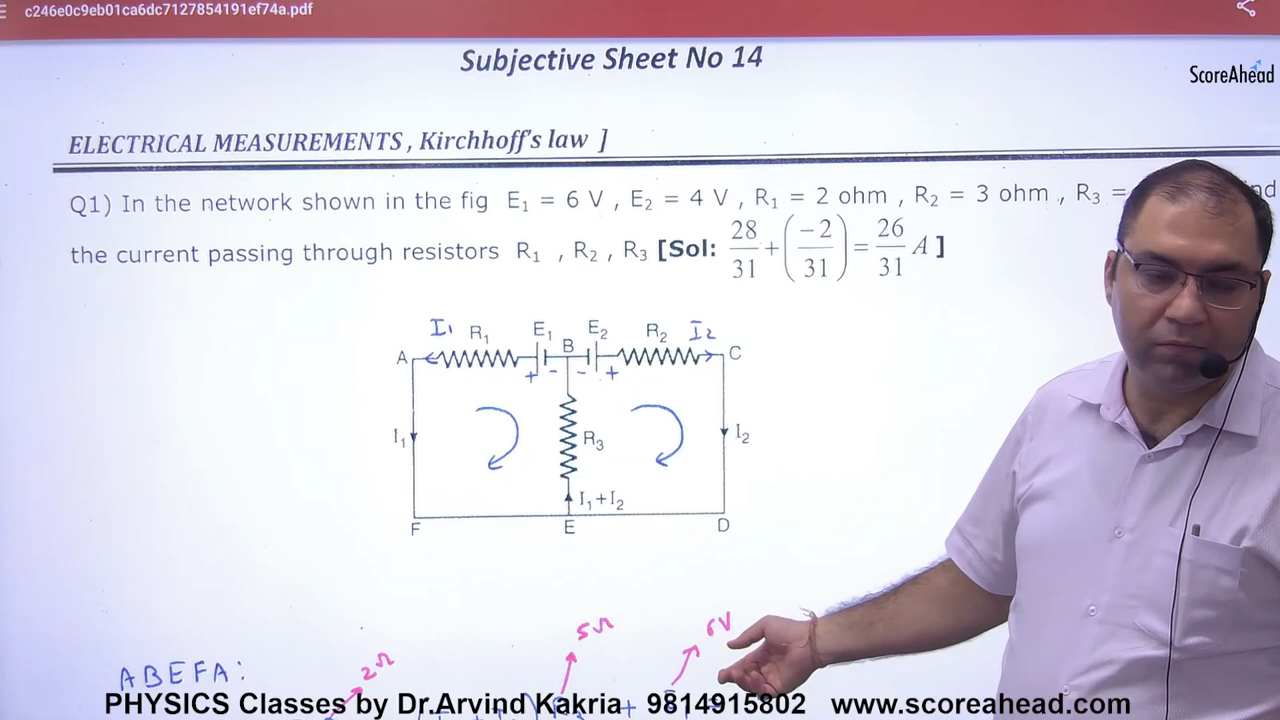 c246e0c9eb01ca6dc7127854191ef74a.pdf
Subjective Sheet No 14
ScoreAhead
ELECTRICAL MEASUREMENTS , Kirchhoff's law ]
Q1) In the network shown in the fig E₁ = 6 V , E₂ = 4 V , R₁ = 2 ohm , R₂ = 3 ohm , R₃ =
the current passing through resistors R₁ , R₂ , R₃ [Sol: 28/31 + (-2/31) = 26/31 A ]
I₁ R₁ E₁ B E₂ R₂ I₂
A C
+ - - +
I₁ R₃ I₂
I₁+I₂
F E D
5Ω 6V
2Ω
ABEFA:
PHYSICS Classes by Dr.Arvind Kakria 9814915802 www.scoreahead.com